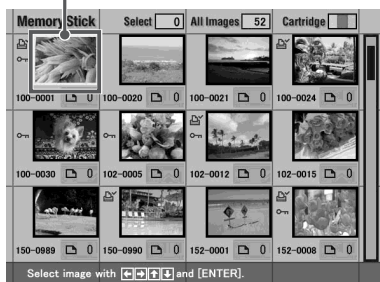 Memory Stick Select 0 All Images 52 Cartridge
100-0001 0 100-0020 0 100-0021 0 100-0024 0
100-0030 0 102-0005 0 102-0012 0 102-0015 0
150-0989 0 150-0990 0 152-0001 0 152-0008 0
Select image with ←→↑↓ and [ENTER].